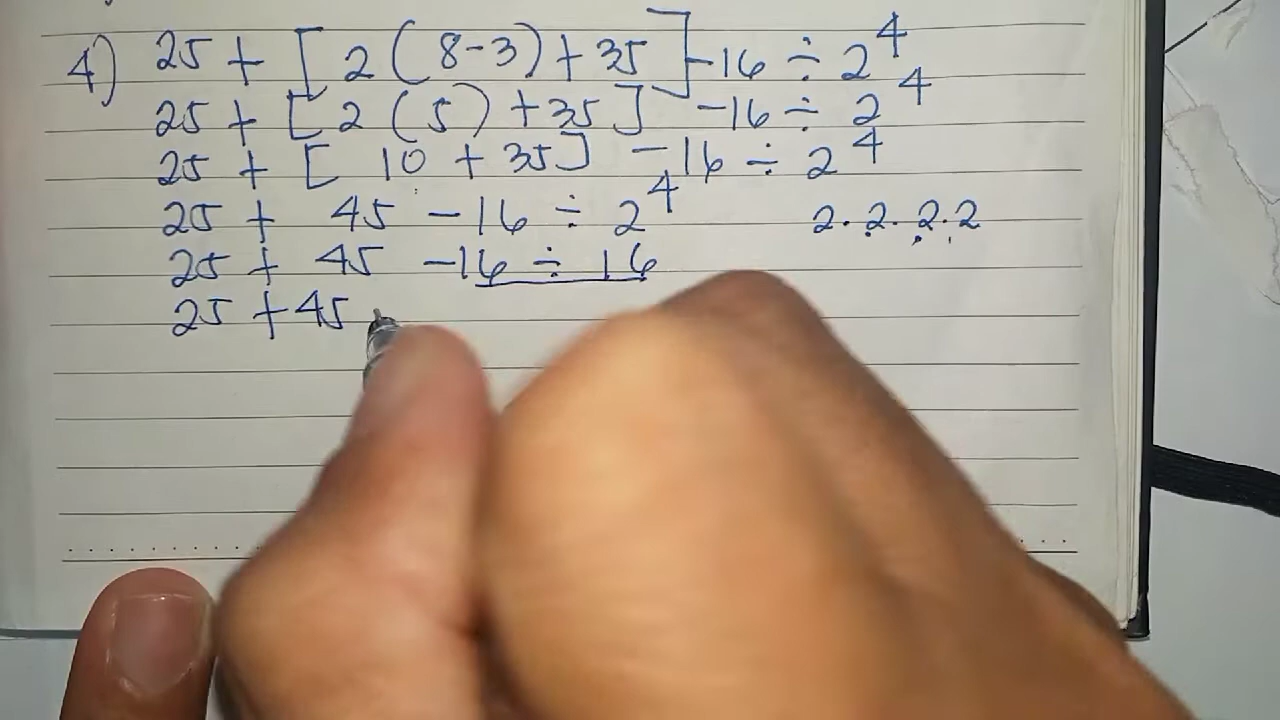 4) 25 + [ 2 ( 8-3) + 35 ] -16 ÷ 2⁴
25 + [ 2 ( 5 ) + 35 ] -16 ÷ 2⁴
25 + [ 10 + 35 ] -16 ÷ 2⁴
25 + 45 -16 ÷ 2⁴ 2·2·2·2
25 + 45 -16 ÷ 16
25 + 45